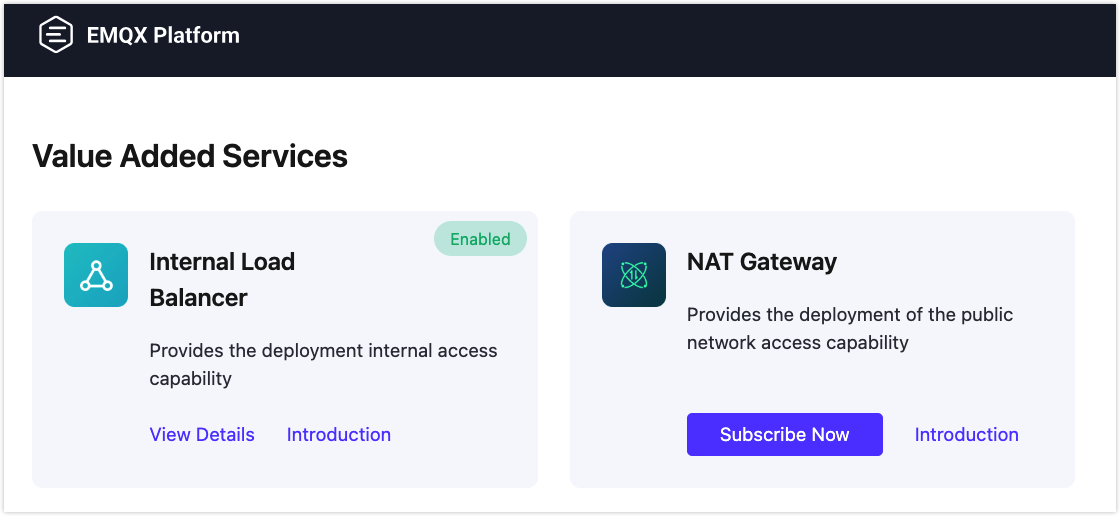 EMQX Platform
Value Added Services
Enabled
Internal Load
Balancer
Provides the deployment internal access
capability
View Details Introduction
NAT Gateway
Provides the deployment of the public
network access capability
Subscribe Now Introduction